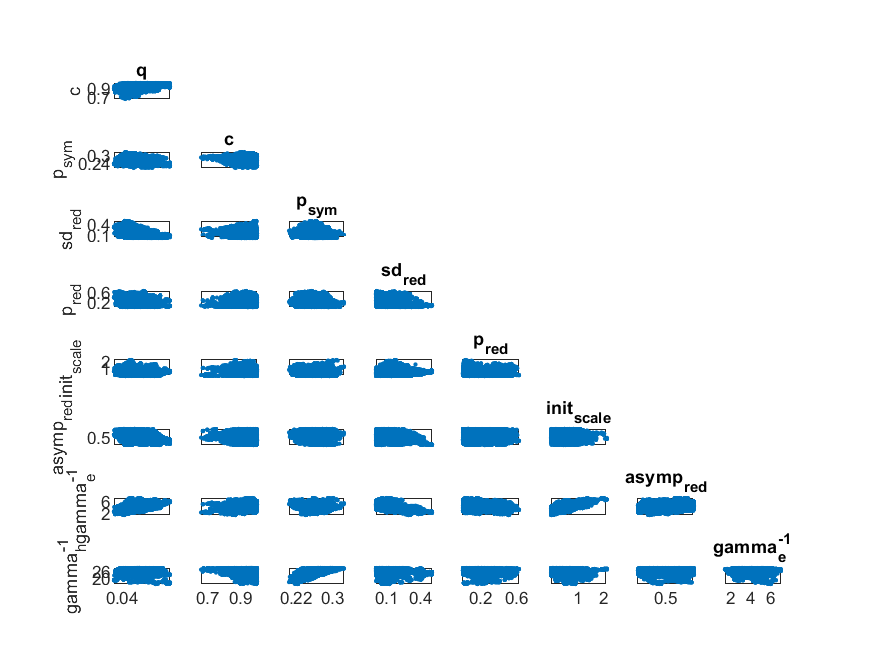 q
c
0.9
0.7
c
p_sym
0.3
0.24
p_sym
sd_red
0.4
0.1
sd_red
p_red
0.6
0.2
p_red
init_scale
2
1
init_scale
asymp_red
0.5
asymp_red
gamma_e^-1
6
2
gamma_e^-1
gamma_h^-1
26
20
0.04 0.7 0.9 0.22 0.3 0.1 0.4 0.2 0.6 1 2 0.5 2 4 6